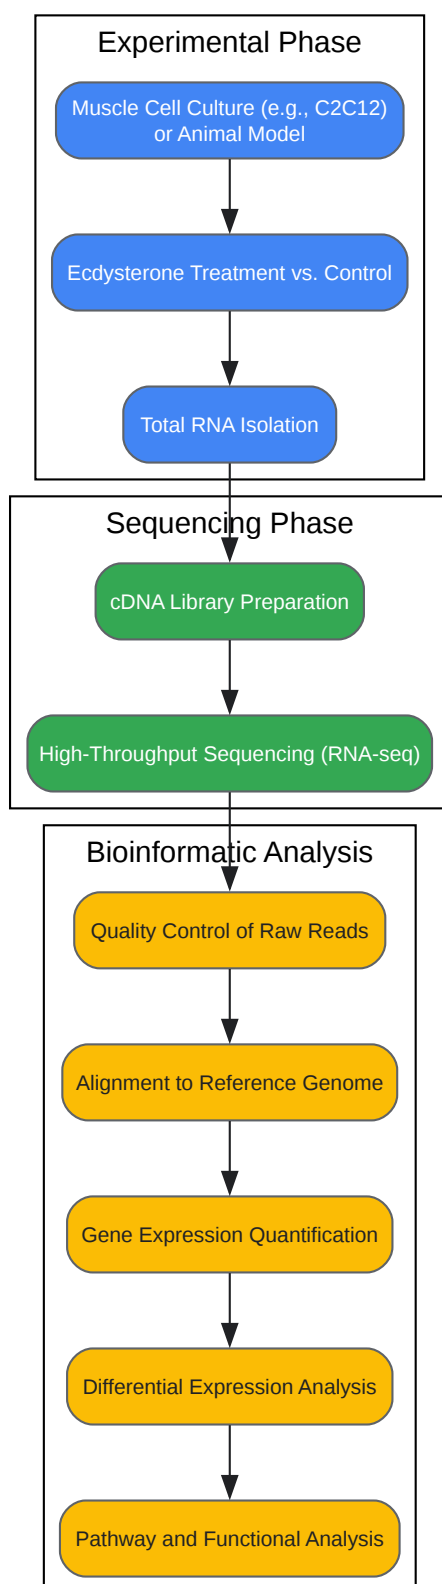 Experimental Phase
Muscle Cell Culture (e.g., C2C12)
or Animal Model
Ecdysterone Treatment vs. Control
Total RNA Isolation
Sequencing Phase
cDNA Library Preparation
High-Throughput Sequencing (RNA-seq)
Bioinformatic Analysis
Quality Control of Raw Reads
Alignment to Reference Genome
Gene Expression Quantification
Differential Expression Analysis
Pathway and Functional Analysis